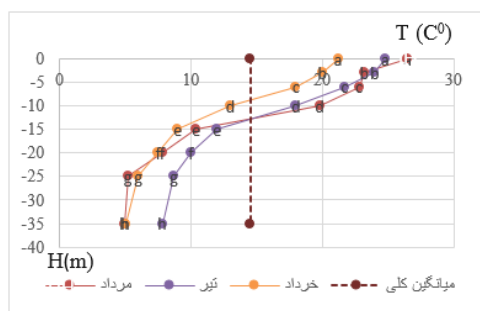 T (C⁰)
0 10 20 30
0
-5
-10
-15
-20
-25
-30
-35
-40
a a
b b
c c c
d d d
e e e
f f
g g g
h h
H(m)
مرداد تیر خرداد میانگین کلی